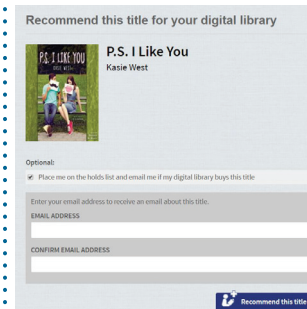 Recommend this title for your digital library
P.S. I LIKE YOU
KASIE WEST
P.S. I Like You
Kasie West
Optional:
Place me on the holds list and email me if my digital library buys this title
Enter your email address to receive an email about this title.
EMAIL ADDRESS
CONFIRM EMAIL ADDRESS
Recommend this title